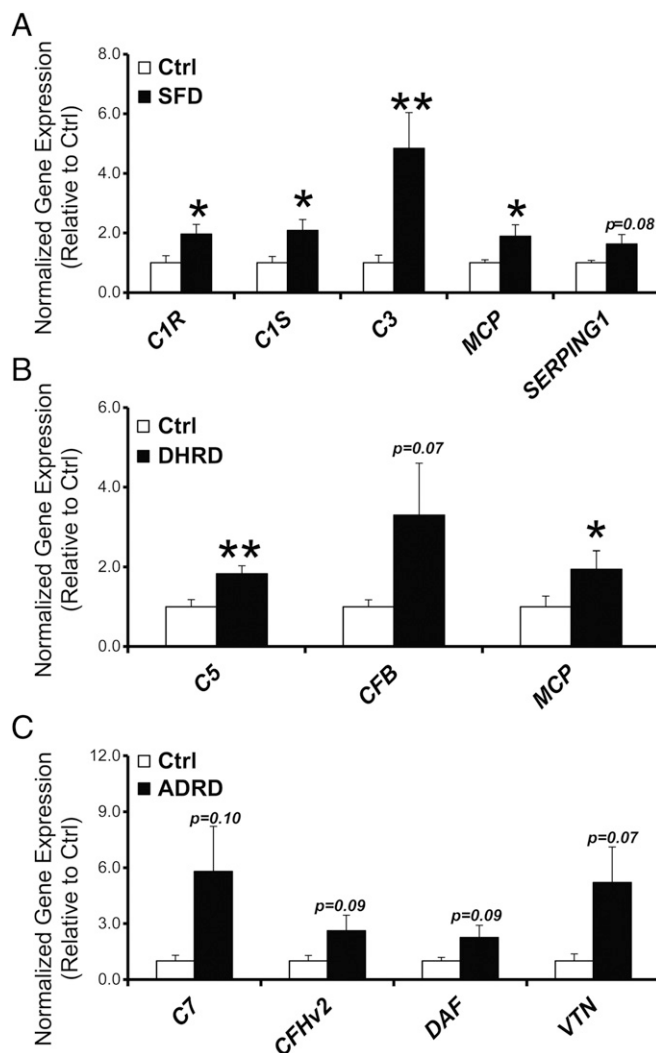 A
Normalized Gene Expression
(Relative to Ctrl)
8.0
6.0
4.0
2.0
0.0
Ctrl
SFD
*
*
**
*
p=0.08
C1R
C1S
C3
MCP
SERPING1
B
Normalized Gene Expression
(Relative to Ctrl)
6.0
4.0
2.0
0.0
Ctrl
DHRD
**
p=0.07
*
C5
CFB
MCP
C
Normalized Gene Expression
(Relative to Ctrl)
12.0
9.0
6.0
3.0
0.0
Ctrl
ADRD
p=0.10
p=0.09
p=0.09
p=0.07
C7
CFHv2
DAF
VTN